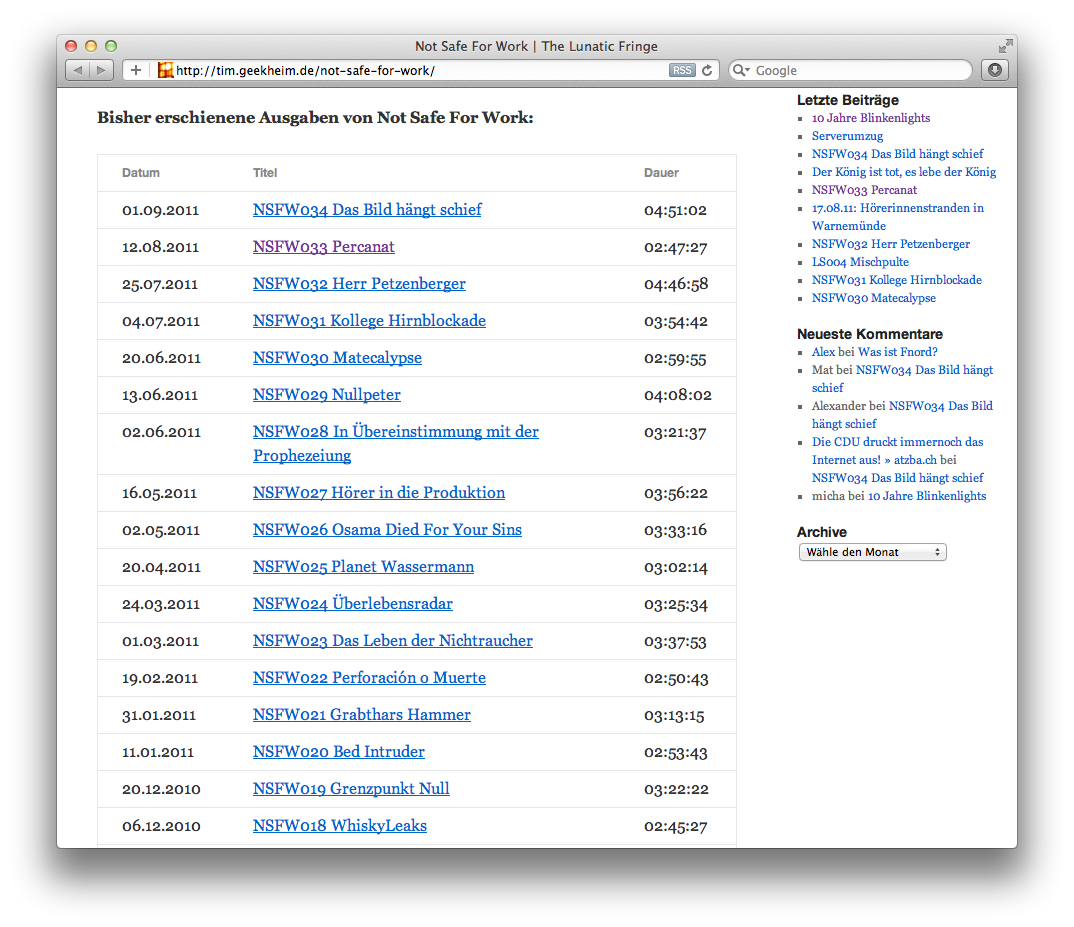 Not Safe For Work | The Lunatic Fringe
http://tim.geekheim.de/not-safe-for-work/
RSS
Google
Bisher erschienene Ausgaben von Not Safe For Work:
Datum Titel Dauer
01.09.2011 NSFW034 Das Bild hängt schief 04:51:02
12.08.2011 NSFW033 Percanat 02:47:27
25.07.2011 NSFW032 Herr Petzenberger 04:46:58
04.07.2011 NSFW031 Kollege Hirnblockade 03:54:42
20.06.2011 NSFW030 Matecalypse 02:59:55
13.06.2011 NSFW029 Nullpeter 04:08:02
02.06.2011 NSFW028 In Übereinstimmung mit der 03:21:37
Prophezeiung
16.05.2011 NSFW027 Hörer in die Produktion 03:56:22
02.05.2011 NSFW026 Osama Died For Your Sins 03:33:16
20.04.2011 NSFW025 Planet Wassermann 03:02:14
24.03.2011 NSFW024 Überlebensradar 03:25:34
01.03.2011 NSFW023 Das Leben der Nichtraucher 03:37:53
19.02.2011 NSFW022 Perforación o Muerte 02:50:43
31.01.2011 NSFW021 Grabthars Hammer 03:13:15
11.01.2011 NSFW020 Bed Intruder 02:53:43
20.12.2010 NSFW019 Grenzpunkt Null 03:22:22
06.12.2010 NSFW018 WhiskyLeaks 02:45:27
Letzte Beiträge
10 Jahre Blinkenlights
Serverumzug
NSFW034 Das Bild hängt schief
Der König ist tot, es lebe der König
NSFW033 Percanat
17.08.11: Hörerinnenstranden in
Warnemünde
NSFW032 Herr Petzenberger
LS004 Mischpulte
NSFW031 Kollege Hirnblockade
NSFW030 Matecalypse
Neueste Kommentare
Alex bei Was ist Fnord?
Mat bei NSFW034 Das Bild hängt
schief
Alexander bei NSFW034 Das Bild
hängt schief
Die CDU druckt immernoch das
Internet aus! » atzba.ch bei
NSFW034 Das Bild hängt schief
micha bei 10 Jahre Blinkenlights
Archive
Wähle den Monat